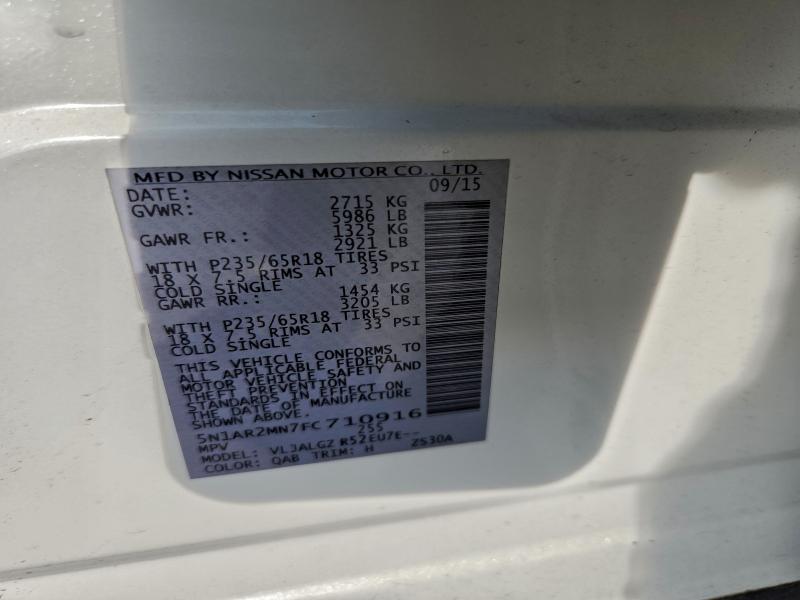 MFD BY NISSAN MOTOR CO., LTD.
DATE: 09/15
GVWR: 2715 KG
5986 LB
GAWR FR.: 1325 KG
2921 LB
WITH P235/65R18 TIRES
18 X 7.5 RIMS AT 33 PSI
COLD SINGLE
GAWR RR.: 1454 KG
3205 LB
WITH P235/65R18 TIRES
18 X 7.5 RIMS AT 33 PSI
COLD SINGLE
THIS VEHICLE CONFORMS TO
ALL APPLICABLE FEDERAL
MOTOR VEHICLE SAFETY AND
THEFT PREVENTION
STANDARDS IN EFFECT ON
THE DATE OF MANUFACTURE
SHOWN ABOVE.
5N1AR2MN7FC710916
MPV 255
MODEL: VLJALGZ R52EU7E-- ZS30A
COLOR: QAB TRIM: H